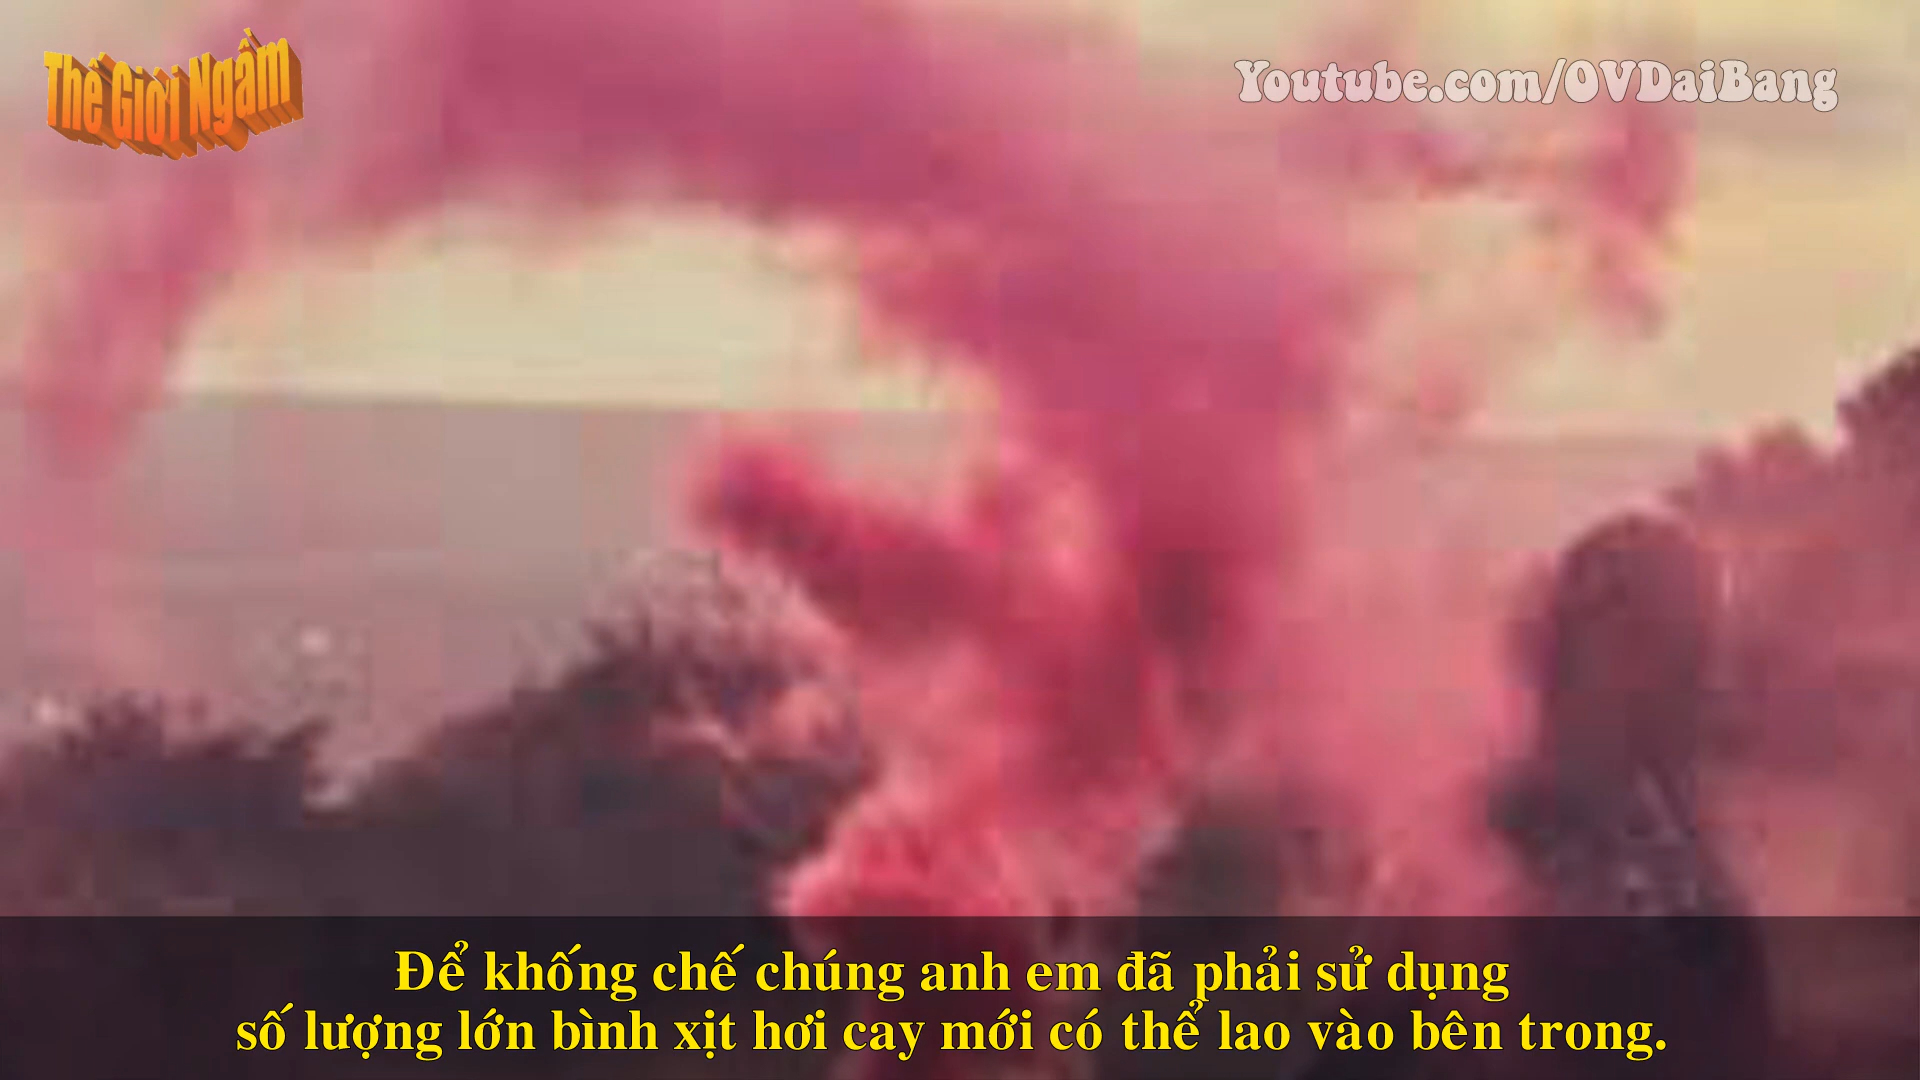 Thế Giới Ngầm
Youtube.com/OVDaiBang
Để khống chế chúng anh em đã phải sử dụng
số lượng lớn bình xịt hơi cay mới có thể lao vào bên trong.